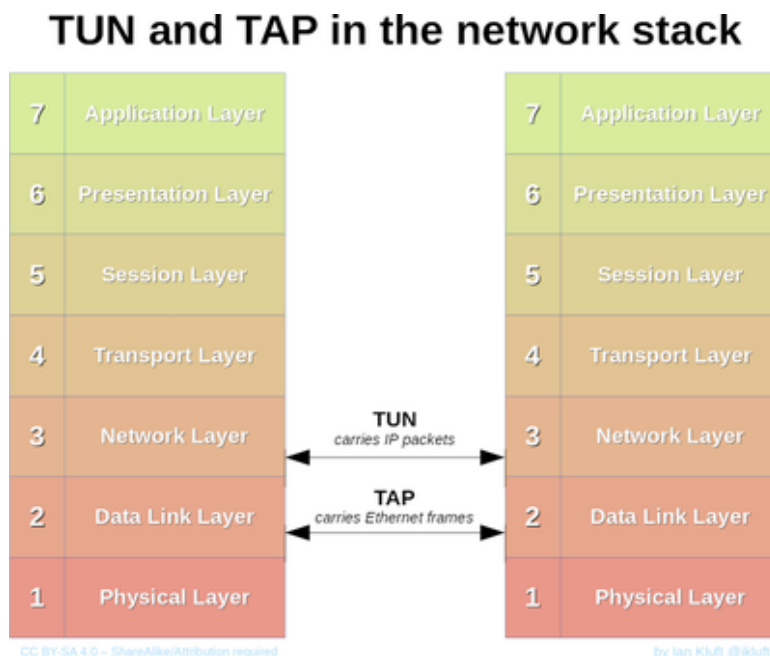 TUN and TAP in the network stack
7 Application Layer
6 Presentation Layer
5 Session Layer
4 Transport Layer
3 Network Layer
2 Data Link Layer
1 Physical Layer
TUN
carries IP packets
TAP
carries Ethernet frames
7 Application Layer
6 Presentation Layer
5 Session Layer
4 Transport Layer
3 Network Layer
2 Data Link Layer
1 Physical Layer
CC BY-SA 4.0 – ShareAlike/Attribution required
by Ian Kluft @ikluft